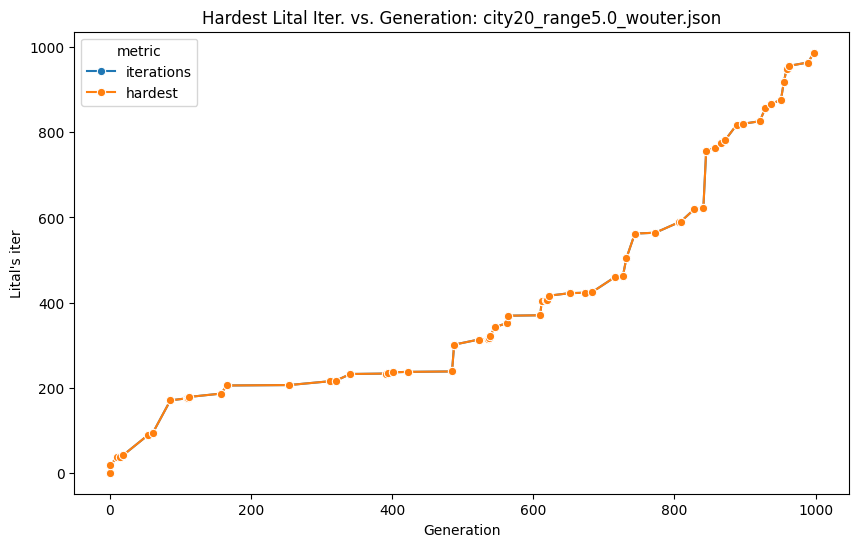 Hardest Lital Iter. vs. Generation: city20_range5.0_wouter.json
metric
iterations
hardest
Lital's iter
1000
800
600
400
200
0
0 200 400 600 800 1000
Generation